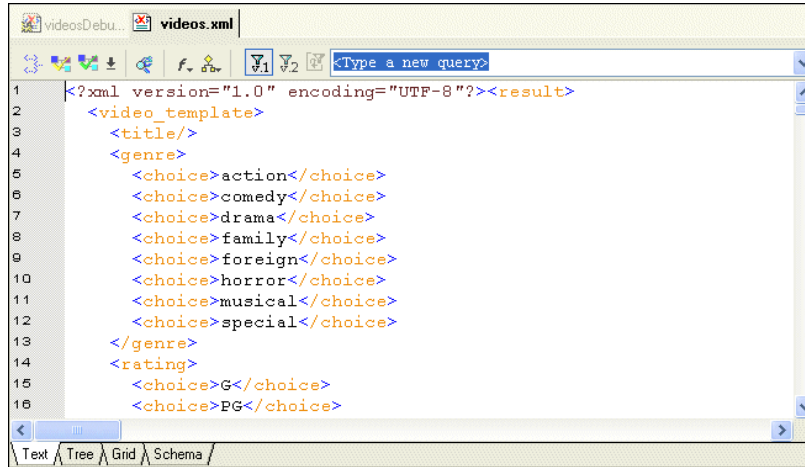 videosDebu... videos.xml
f 1 2 <Type a new query>
1 <?xml version="1.0" encoding="UTF-8"?><result>
2 <video_template>
3 <title/>
4 <genre>
5 <choice>action</choice>
6 <choice>comedy</choice>
7 <choice>drama</choice>
8 <choice>family</choice>
9 <choice>foreign</choice>
10 <choice>horror</choice>
11 <choice>musical</choice>
12 <choice>special</choice>
13 </genre>
14 <rating>
15 <choice>G</choice>
16 <choice>PG</choice>
Text Tree Grid Schema